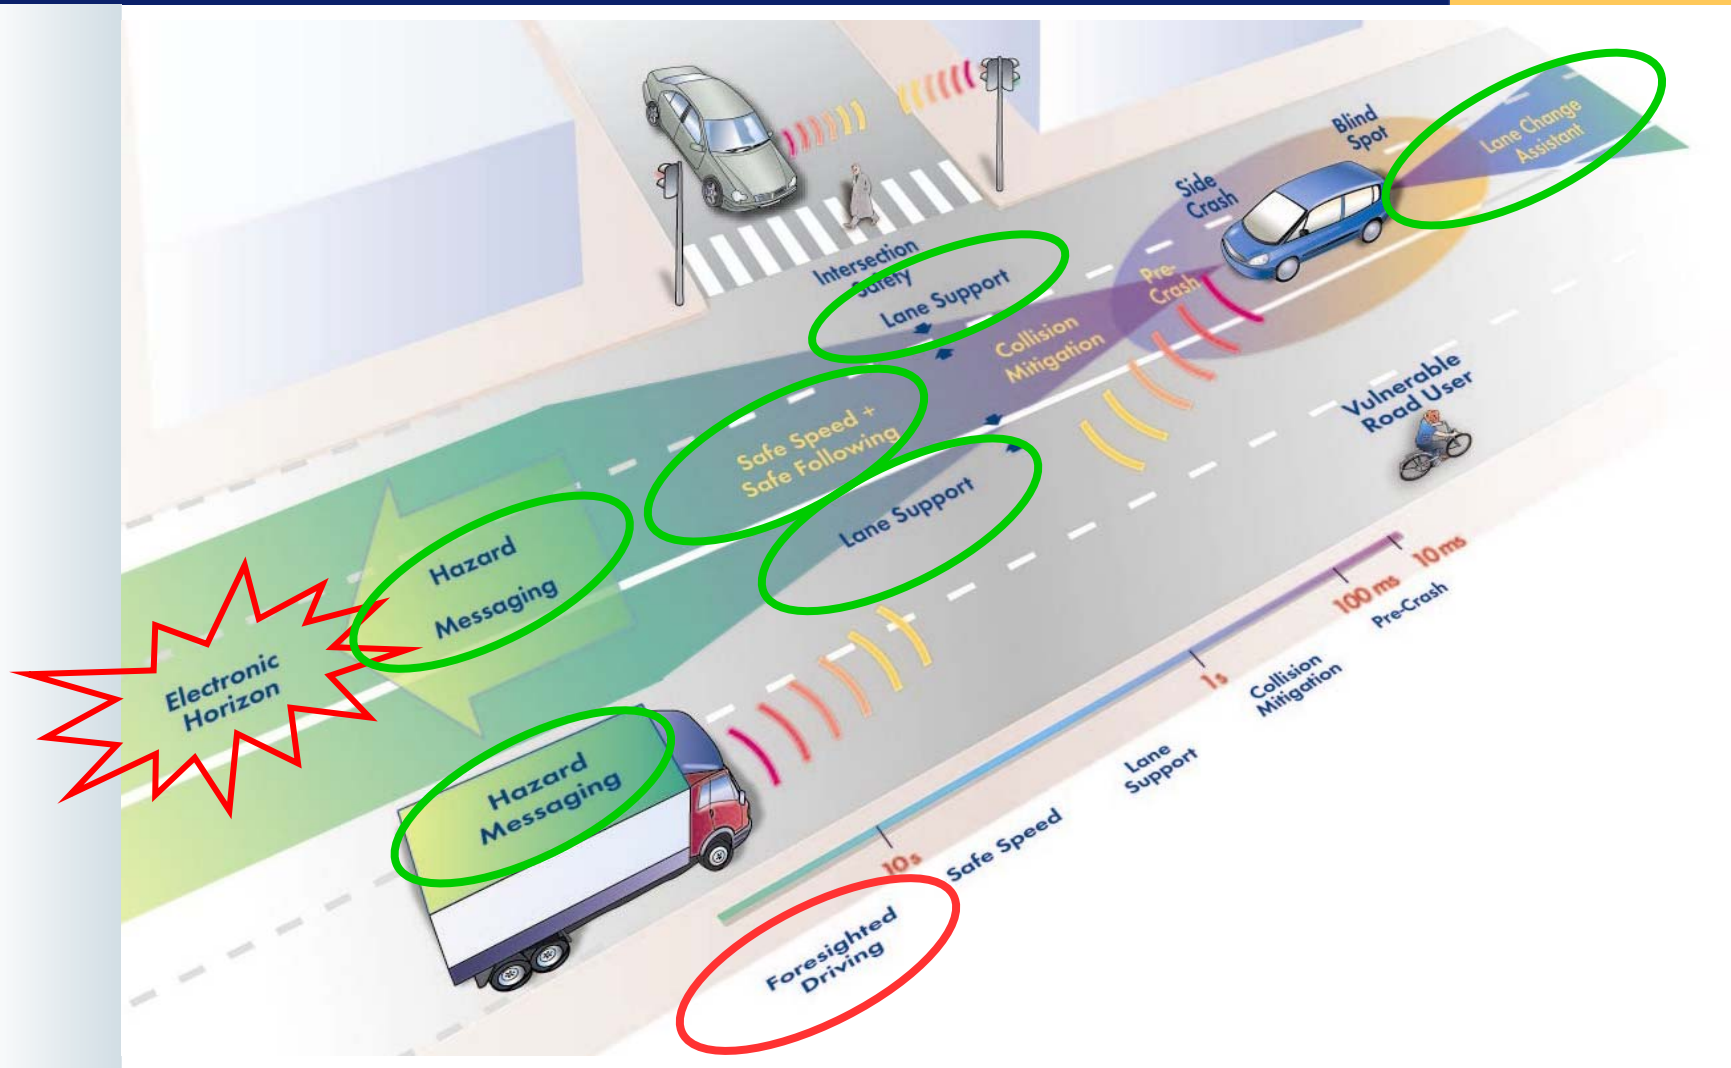 Blind
Spot
Lane Change
Assistant
Side
Crash
Intersection
Safety
Lane Support
Pre-
Crash
Collision
Mitigation
Vulnerable
Road User
Safe Speed +
Safe Following
Lane Support
Hazard
Messaging
Electronic
Horizon
Hazard
Messaging
10 ms
100 ms
Pre-Crash
1s
Collision
Mitigation
Lane
Support
10s
Safe Speed
Foresighted
Driving